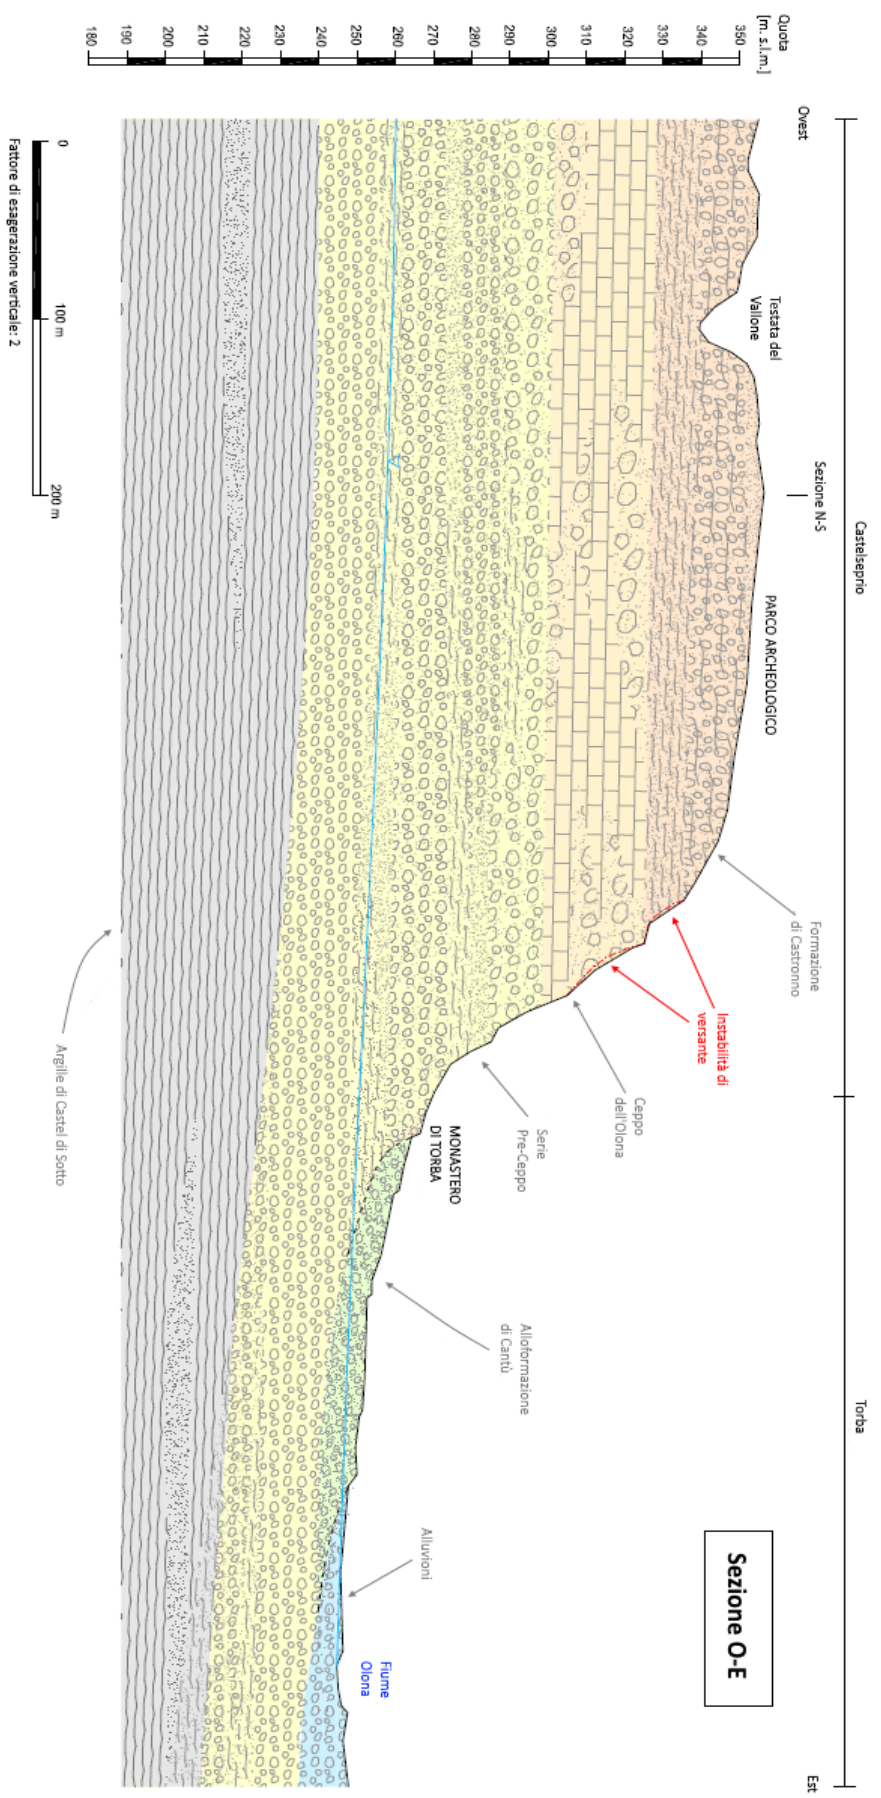 Castelseprio
Torba
Ovest
Sezione N-S
Est
Quota
[m. s.l.m.]
Testata del
Vallone
PARCO ARCHEOLOGICO
Formazione
di Castronno
Instabilità di
versante
Ceppo
dell'Olona
Serie
Pre-Ceppo
MONASTERO
DI TORBA
Alloformazione
di Cantù
Alluvioni
Fiume
Olona
Sezione O-E
350
340
330
320
310
300
290
280
270
260
250
240
230
220
210
200
190
180
Argille di Castel di Sotto
0
100 m
200 m
Fattore di esagerazione verticale: 2